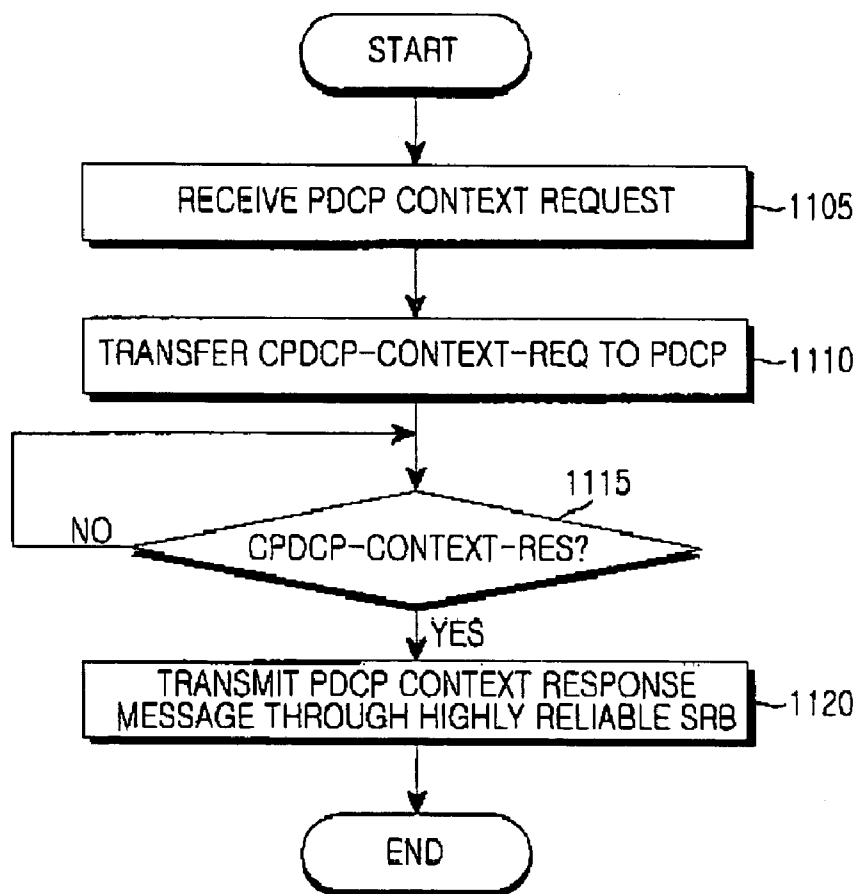 START
RECEIVE PDCP CONTEXT REQUEST
1105
TRANSFER CPDCP-CONTEXT-REQ TO PDCP
1110
1115
CPDCP-CONTEXT-RES?
NO
YES
TRANSMIT PDCP CONTEXT RESPONSE
MESSAGE THROUGH HIGHLY RELIABLE SRB
1120
END